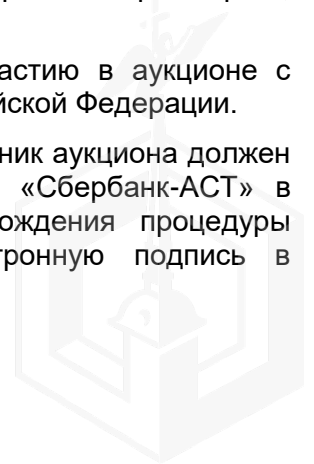 астию в аукционе с
йской Федерации.
ник аукциона должен
«Сбербанк-АСТ» в
ождения процедуры
тронную подпись в